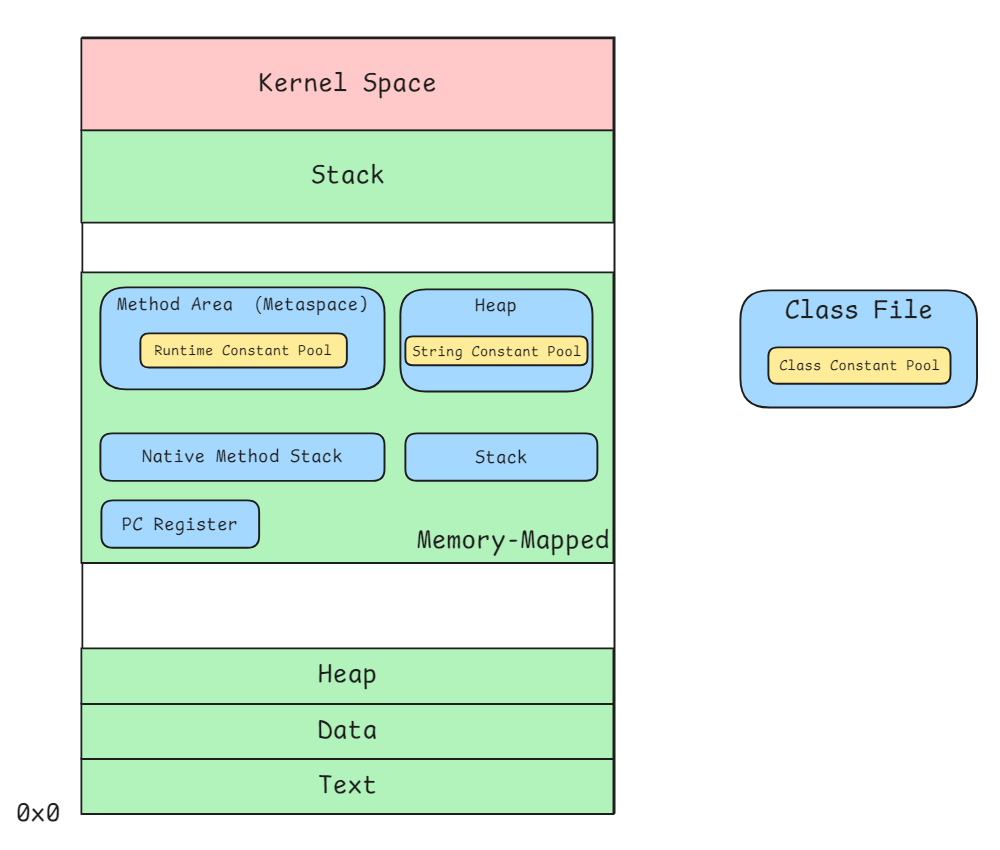 Kernel Space
Stack
Method Area (Metaspace)
Runtime Constant Pool
Heap
String Constant Pool
Class File
Class Constant Pool
Native Method Stack
Stack
PC Register
Memory-Mapped
Heap
Data
Text
0x0